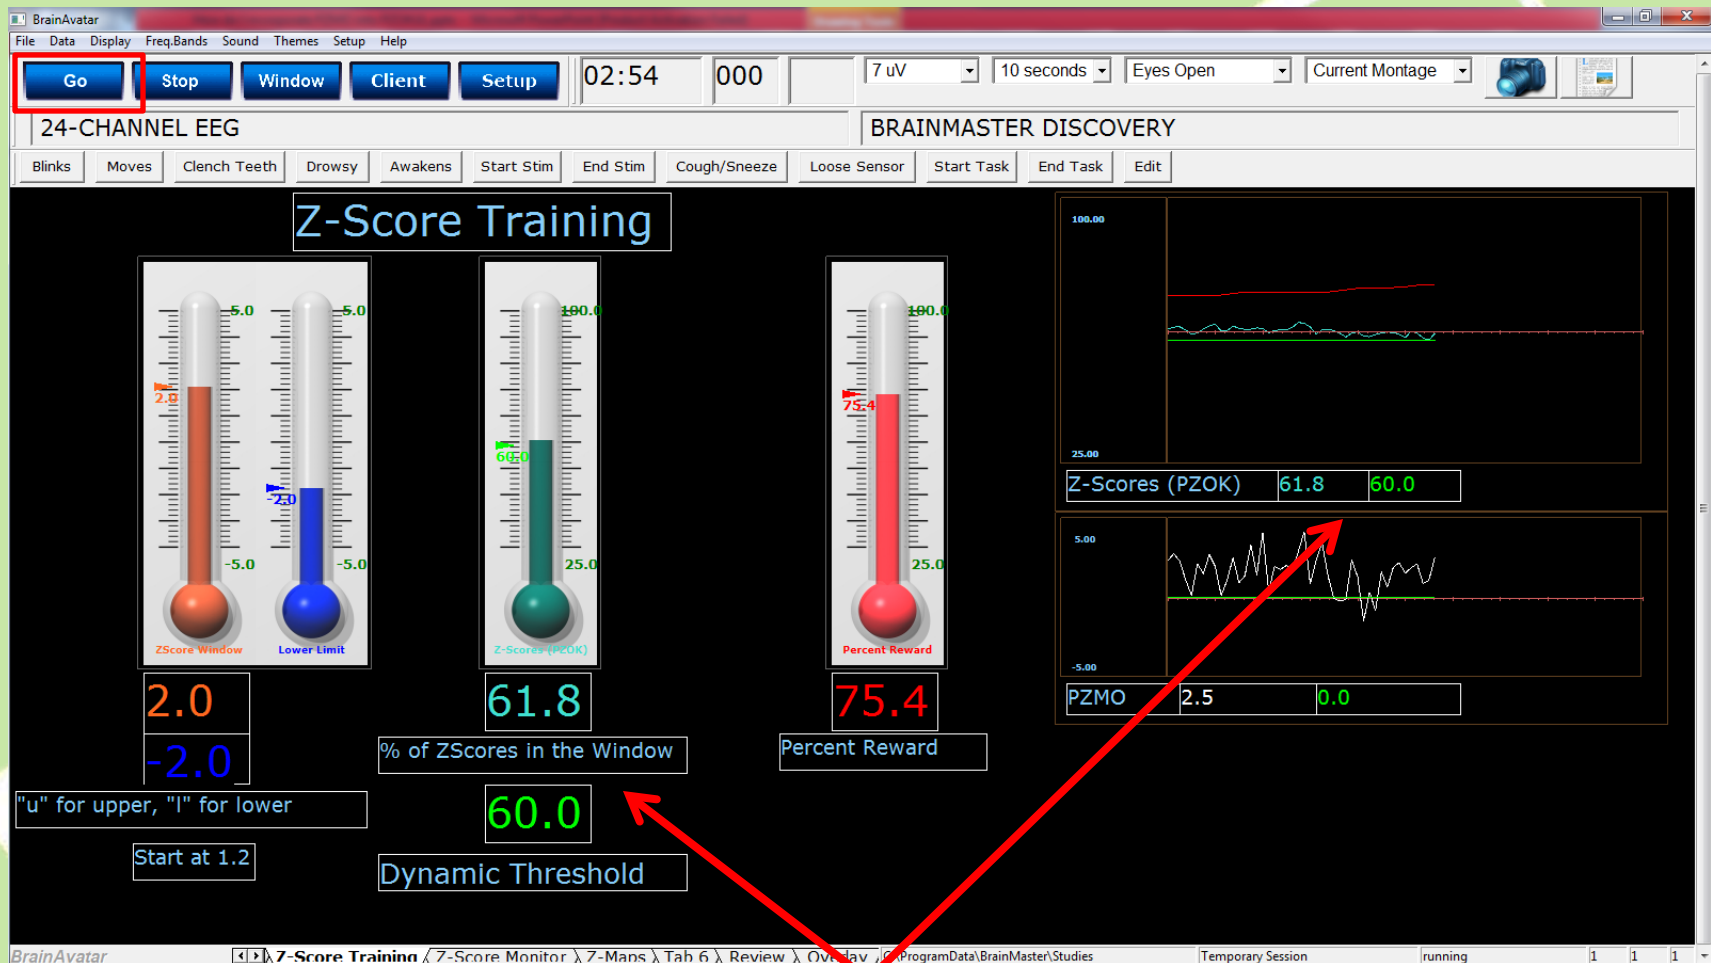 BrainAvatar
File Data Display Freq.Bands Sound Themes Setup Help
Go Stop Window Client Setup 02:54 000 7 uV 10 seconds Eyes Open Current Montage
24-CHANNEL EEG BRAINMASTER DISCOVERY
Blinks Moves Clench Teeth Drowsy Awakens Start Stim End Stim Cough/Sneeze Loose Sensor Start Task End Task Edit
Z-Score Training
5.0 5.0 100.0 100.0
2.0 -2.0 60.0 75.4
-5.0 -5.0 25.0 25.0
ZScore Window Lower Limit Z-Scores (PZOK) Percent Reward
2.0 61.8 75.4
-2.0 % of ZScores in the Window Percent Reward
"u" for upper, "l" for lower 60.0
Start at 1.2 Dynamic Threshold
100.00
25.00
Z-Scores (PZOK) 61.8 60.0
5.00
-5.00
PZMO 2.5 0.0
BrainAvatar Z-Score Training Z-Score Monitor Z-Maps Tab 6 Review Overlay C:\ProgramData\BrainMaster\Studies Temporary Session running 1 1 1